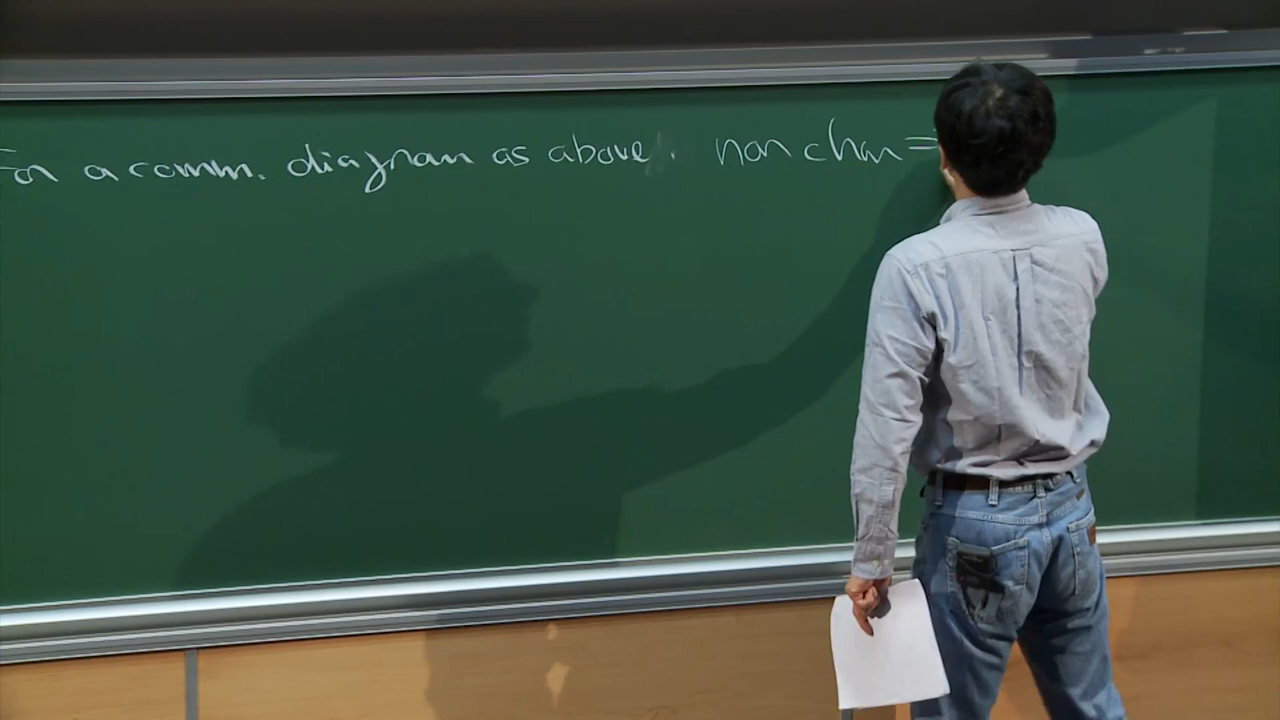 For a comm. diagram as above. non char =